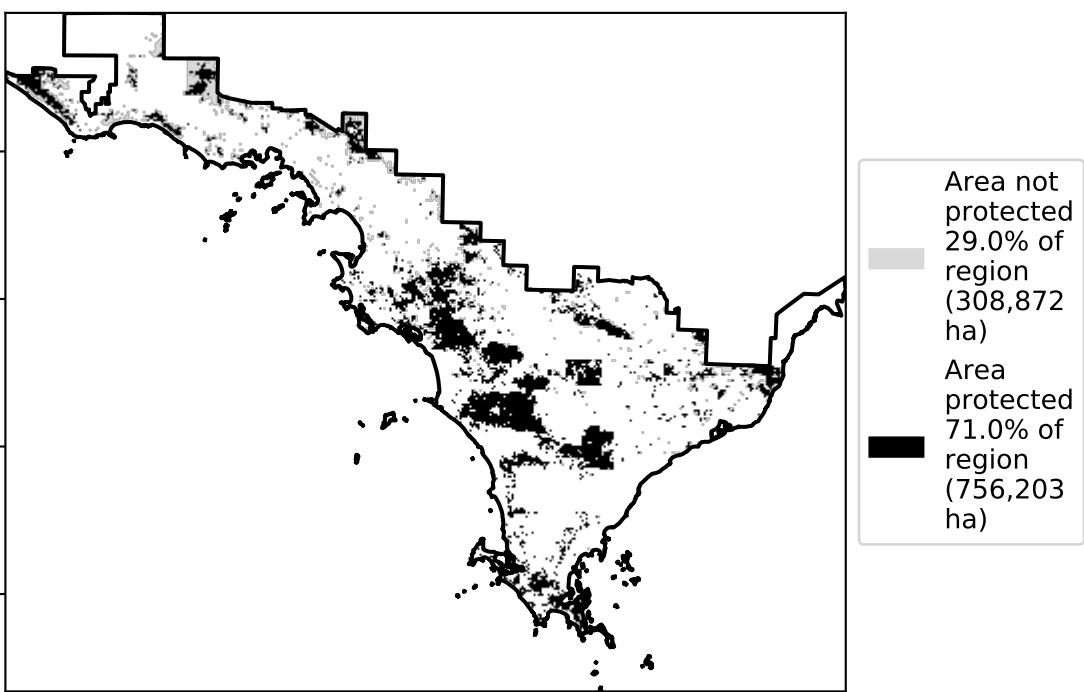 Area not
protected
29.0% of
region
(308,872
ha)
Area
protected
71.0% of
region
(756,203
ha)